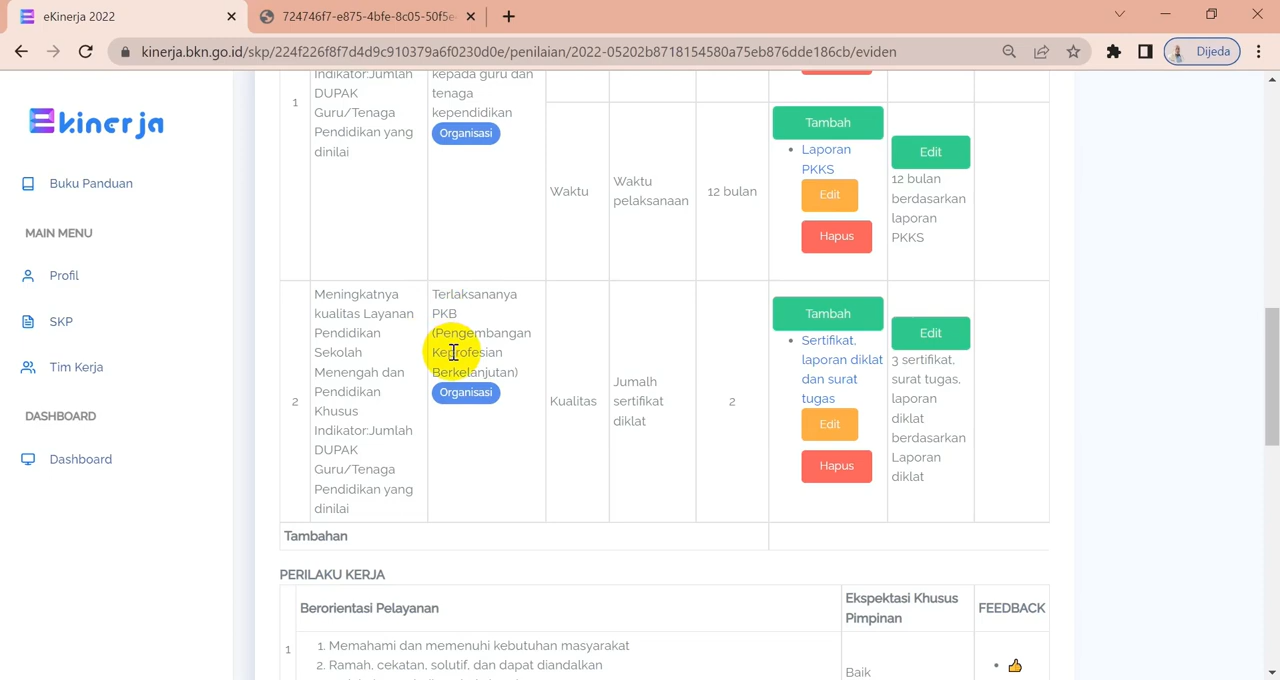 eKinerja 2022
724746f7-e875-4bfe-8c05-50f5e
kinerja.bkn.go.id/skp/224f226f8f7d4d9c910379a6f0230d0e/penilaian/2022-05202b8718154580a75eb876dde186cb/eviden
Dijeda
Ekinerja
Buku Panduan
MAIN MENU
Profil
SKP
Tim Kerja
DASHBOARD
Dashboard
1
Indikator:Jumlah
DUPAK
Guru/Tenaga
Pendidikan yang
dinilai
kepada guru dan
tenaga
kependidikan
Organisasi
Waktu
Waktu
pelaksanaan
12 bulan
Tambah
Laporan
PKKS
Edit
Hapus
Edit
12 bulan
berdasarkan
laporan
PKKS
2
Meningkatnya
kualitas Layanan
Pendidikan
Sekolah
Menengah dan
Pendidikan
Khusus
Indikator:Jumlah
DUPAK
Guru/Tenaga
Pendidikan yang
dinilai
Terlaksananya
PKB
(Pengembangan
Keprofesian
Berkelanjutan)
Organisasi
Kualitas
Jumalh
sertifikat
diklat
2
Tambah
Sertifikat,
laporan diklat
dan surat
tugas
Edit
Hapus
Edit
3 sertifikat,
surat tugas,
laporan
diklat
berdasarkan
Laporan
diklat
Tambahan
PERILAKU KERJA
1
Berorientasi Pelayanan
Ekspektasi Khusus
Pimpinan
FEEDBACK
1. Memahami dan memenuhi kebutuhan masyarakat
2. Ramah, cekatan, solutif, dan dapat diandalkan
Baik